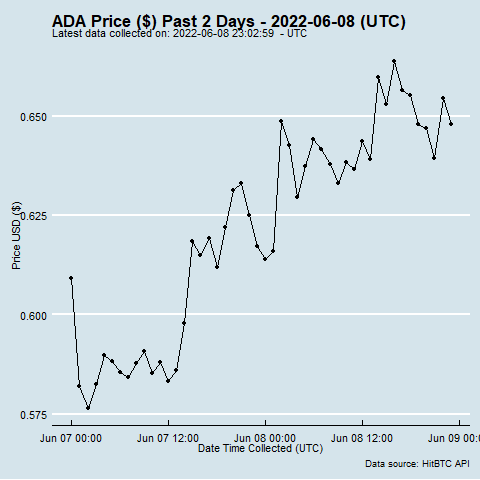 ADA Price ($) Past 2 Days - 2022-06-08 (UTC)
Latest data collected on: 2022-06-08 23:02:59 - UTC
0.650
0.625
0.600
0.575
Price USD ($)
Jun 07 00:00
Jun 07 12:00
Jun 08 00:00
Jun 08 12:00
Jun 09 00:0
Date Time Collected (UTC)
Data source: HitBTC API